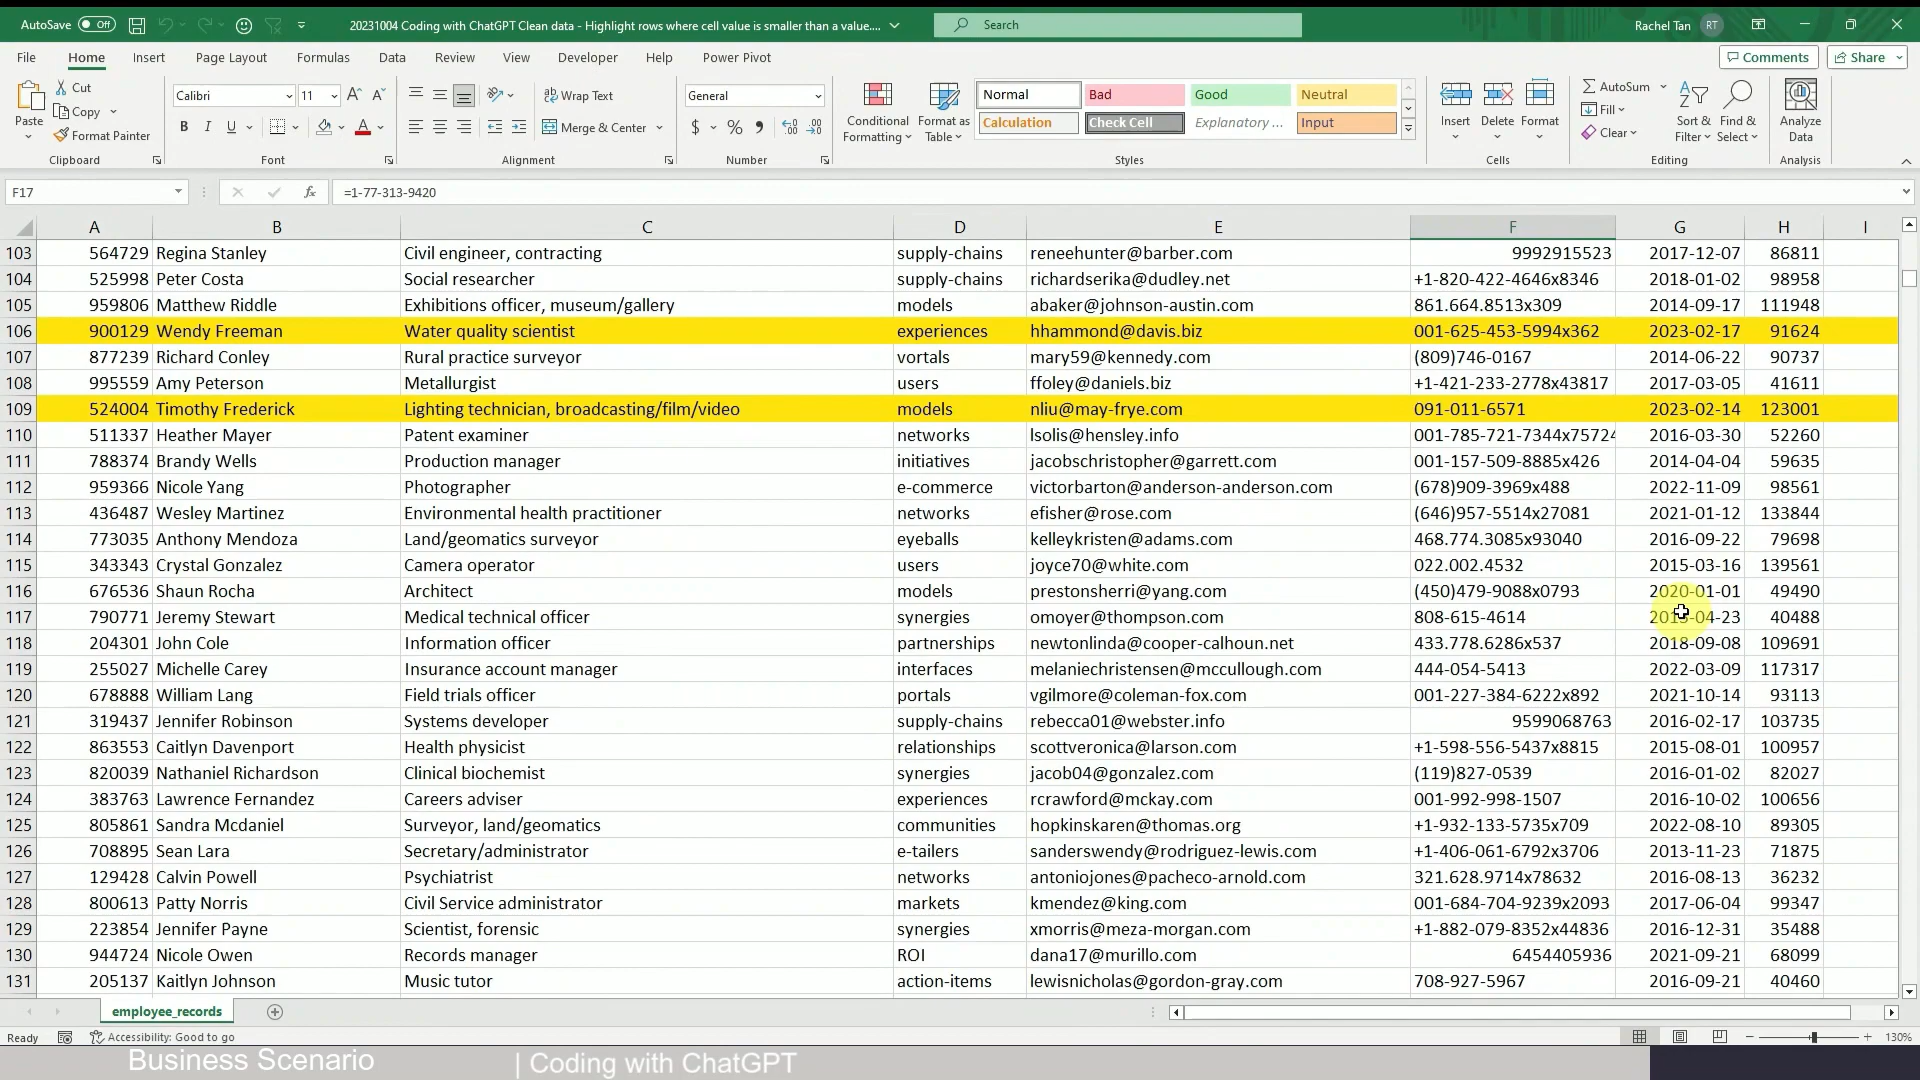 AutoSave Off 20231004 Coding with ChatGPT Clean data - Highlight rows where cell value is smaller than a value.... Search Rachel Tan RT
File Home Insert Page Layout Formulas Data Review View Developer Help Power Pivot Comments Share
Paste Cut Copy Format Painter
Calibri 11 B I U A A
Wrap Text Merge & Center
General $ % 9
Conditional Formatting Format as Table
Normal Bad Good Neutral
Calculation Check Cell Explanatory ... Input
Insert Delete Format
AutoSum Fill Clear Sort & Filter Find & Select Analyze Data
Clipboard Font Alignment Number Styles Cells Editing Analysis
F17 fx =1-77-313-9420
A B C D E F G H I
103 564729 Regina Stanley Civil engineer, contracting supply-chains reneehunter@barber.com 9992915523 2017-12-07 86811
104 525998 Peter Costa Social researcher supply-chains richardserika@dudley.net +1-820-422-4646x8346 2018-01-02 98958
105 959806 Matthew Riddle Exhibitions officer, museum/gallery models abaker@johnson-austin.com 861.664.8513x309 2014-09-17 111948
106 900129 Wendy Freeman Water quality scientist experiences hhammond@davis.biz 001-625-453-5994x362 2023-02-17 91624
107 877239 Richard Conley Rural practice surveyor vortals mary59@kennedy.com (809)746-0167 2014-06-22 90737
108 995559 Amy Peterson Metallurgist users ffoley@daniels.biz +1-421-233-2778x43817 2017-03-05 41611
109 524004 Timothy Frederick Lighting technician, broadcasting/film/video models nliu@may-frye.com 091-011-6571 2023-02-14 123001
110 511337 Heather Mayer Patent examiner networks lsolis@hensley.info 001-785-721-7344x75724 2016-03-30 52260
111 788374 Brandy Wells Production manager initiatives jacobschristopher@garrett.com 001-157-509-8885x426 2014-04-04 59635
112 959366 Nicole Yang Photographer e-commerce victorbarton@anderson-anderson.com (678)909-3969x488 2022-11-09 98561
113 436487 Wesley Martinez Environmental health practitioner networks efisher@rose.com (646)957-5514x27081 2021-01-12 133844
114 773035 Anthony Mendoza Land/geomatics surveyor eyeballs kelleykristen@adams.com 468.774.3085x93040 2016-09-22 79698
115 343343 Crystal Gonzalez Camera operator users joyce70@white.com 022.002.4532 2015-03-16 139561
116 676536 Shaun Rocha Architect models prestonsherri@yang.com (450)479-9088x0793 2020-01-01 49490
117 790771 Jeremy Stewart Medical technical officer synergies omoyer@thompson.com 808-615-4614 40488
118 204301 John Cole Information officer partnerships newtonlinda@cooper-calhoun.net 433.778.6286x537 2018-09-08 109691
119 255027 Michelle Carey Insurance account manager interfaces melaniechristensen@mccullough.com 444-054-5413 2022-03-09 117317
120 678888 William Lang Field trials officer portals vgilmore@coleman-fox.com 001-227-384-6222x892 2021-10-14 93113
121 319437 Jennifer Robinson Systems developer supply-chains rebecca01@webster.info 9599068763 2016-02-17 103735
122 863553 Caitlyn Davenport Health physicist relationships scottveronica@larson.com +1-598-556-5437x8815 2015-08-01 100957
123 820039 Nathaniel Richardson Clinical biochemist synergies jacob04@gonzalez.com (119)827-0539 2016-01-02 82027
124 383763 Lawrence Fernandez Careers adviser experiences rcrawford@mckay.com 001-992-998-1507 2016-10-02 100656
125 805861 Sandra Mcdaniel Surveyor, land/geomatics communities hopkinskaren@thomas.org +1-932-133-5735x709 2022-08-10 89305
126 708895 Sean Lara Secretary/administrator e-tailers sanderswendy@rodriguez-lewis.com +1-406-061-6792x3706 2013-11-23 71875
127 129428 Calvin Powell Psychiatrist networks antoniojones@pacheco-arnold.com 321.628.9714x78632 2016-08-13 36232
128 800613 Patty Norris Civil Service administrator markets kmendez@king.com 001-684-704-9239x2093 2017-06-04 99347
129 223854 Jennifer Payne Scientist, forensic synergies xmorris@meza-morgan.com +1-882-079-8352x44836 2016-12-31 35488
130 944724 Nicole Owen Records manager ROI dana17@murillo.com 6454405936 2021-09-21 68099
131 205137 Kaitlyn Johnson Music tutor action-items lewisnicholas@gordon-gray.com 708-927-5967 2016-09-21 40460
employee_records
Ready Accessibility: Good to go 130%
Business Scenario | Coding with ChatGPT